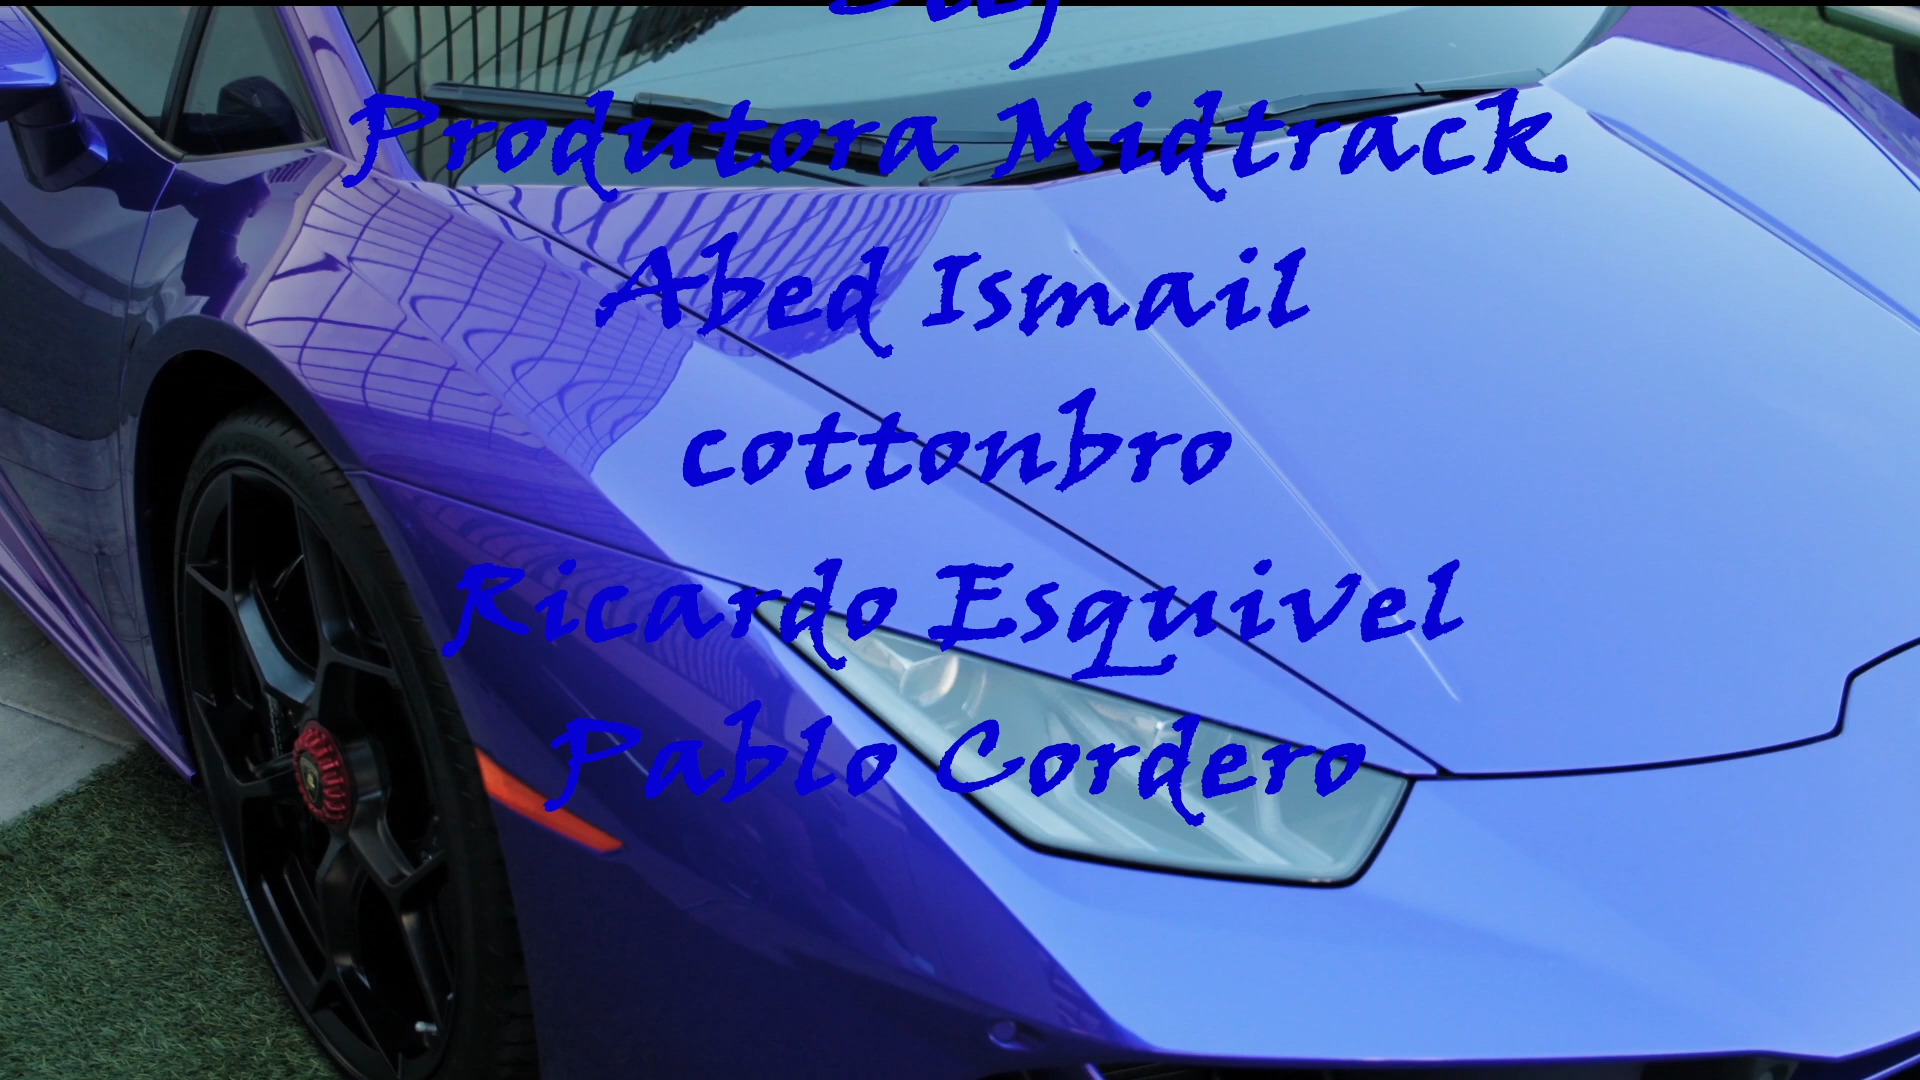 Produtora Midtrack
Abed Ismail
cottonbro
Ricardo Esquivel
Pablo Cordero